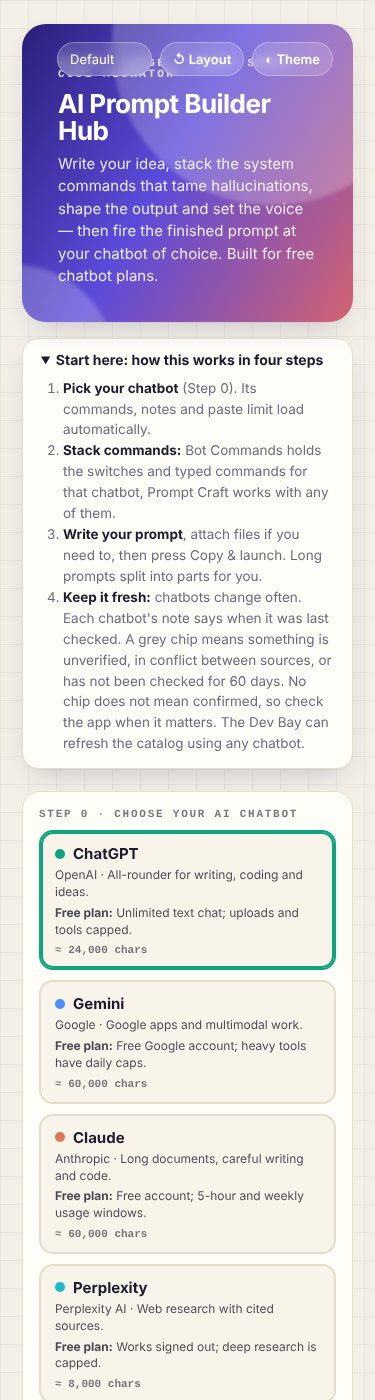 Default
↺ Layout
◐ Theme
CODE MIGRATOR
AI Prompt Builder
Hub
Write your idea, stack the system
commands that tame hallucinations,
shape the output and set the voice
— then fire the finished prompt at
your chatbot of choice. Built for free
chatbot plans.
▼ Start here: how this works in four steps
1. Pick your chatbot (Step 0). Its
commands, notes and paste limit load
automatically.
2. Stack commands: Bot Commands holds
the switches and typed commands for
that chatbot, Prompt Craft works with any
of them.
3. Write your prompt, attach files if you
need to, then press Copy & launch. Long
prompts split into parts for you.
4. Keep it fresh: chatbots change often.
Each chatbot's note says when it was last
checked. A grey chip means something is
unverified, in conflict between sources, or
has not been checked for 60 days. No
chip does not mean confirmed, so check
the app when it matters. The Dev Bay can
refresh the catalog using any chatbot.
STEP 0 · CHOOSE YOUR AI CHATBOT
ChatGPT
OpenAI · All-rounder for writing, coding and
ideas.
Free plan: Unlimited text chat; uploads and
tools capped.
≈ 24,000 chars
Gemini
Google · Google apps and multimodal work.
Free plan: Free Google account; heavy tools
have daily caps.
≈ 60,000 chars
Claude
Anthropic · Long documents, careful writing
and code.
Free plan: Free account; 5-hour and weekly
usage windows.
≈ 60,000 chars
Perplexity
Perplexity AI · Web research with cited
sources.
Free plan: Works signed out; deep research is
capped.
≈ 8,000 chars